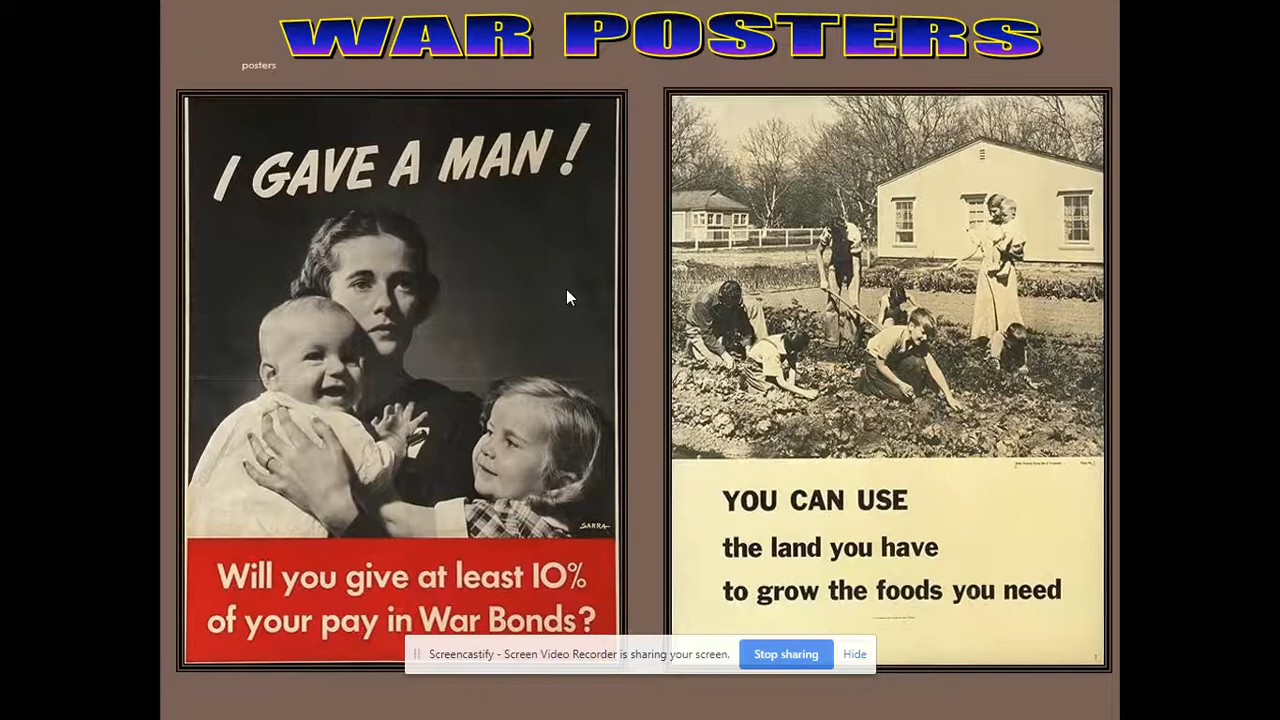 WAR POSTERS
posters
I GAVE A MAN!
SARRA
Will you give at least 10%
of your pay in War Bonds?
YOU CAN USE
the land you have
to grow the foods you need
Screencastify - Screen Video Recorder is sharing your screen.
Stop sharing
Hide